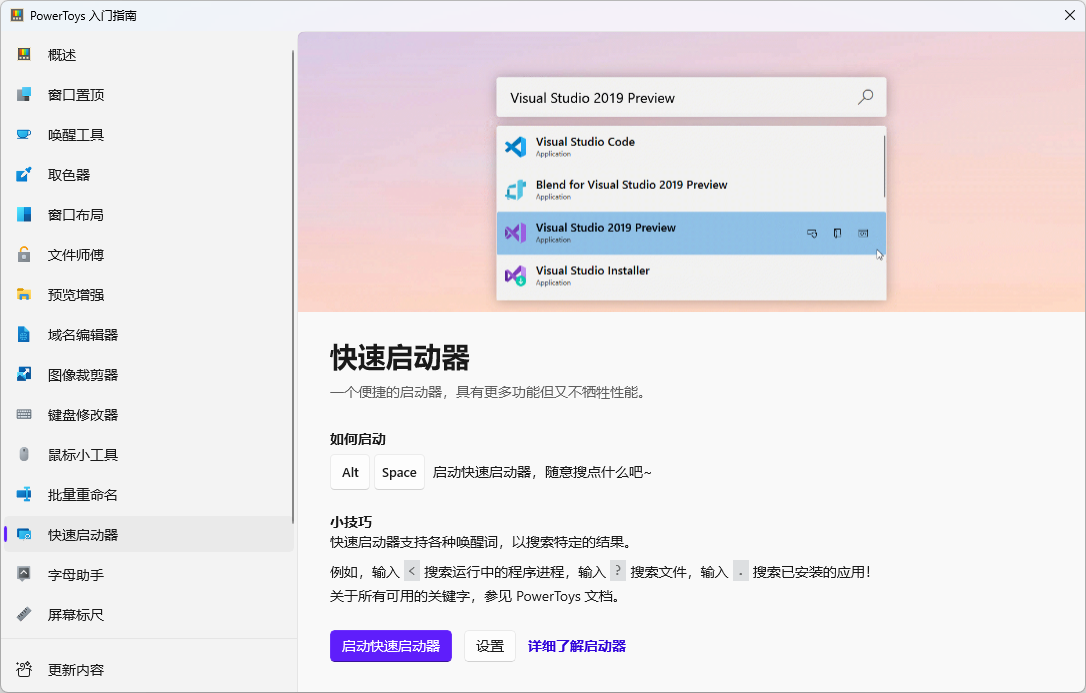 PowerToys 入门指南
概述
窗口置顶
唤醒工具
取色器
窗口布局
文件师傅
预览增强
域名编辑器
图像裁剪器
键盘修改器
鼠标小工具
批量重命名
快速启动器
字母助手
屏幕标尺
更新内容
Visual Studio 2019 Preview
Visual Studio Code
Application
Blend for Visual Studio 2019 Preview
Application
Visual Studio 2019 Preview
Application
Visual Studio Installer
Application
快速启动器
一个便捷的启动器，具有更多功能但又不牺牲性能。
如何启动
Alt Space 启动快速启动器，随意搜点什么吧~
小技巧
快速启动器支持各种唤醒词，以搜索特定的结果。
例如，输入 < 搜索运行中的程序进程，输入 ? 搜索文件，输入 . 搜索已安装的应用！
关于所有可用的关键字，参见 PowerToys 文档。
启动快速启动器 设置 详细了解启动器